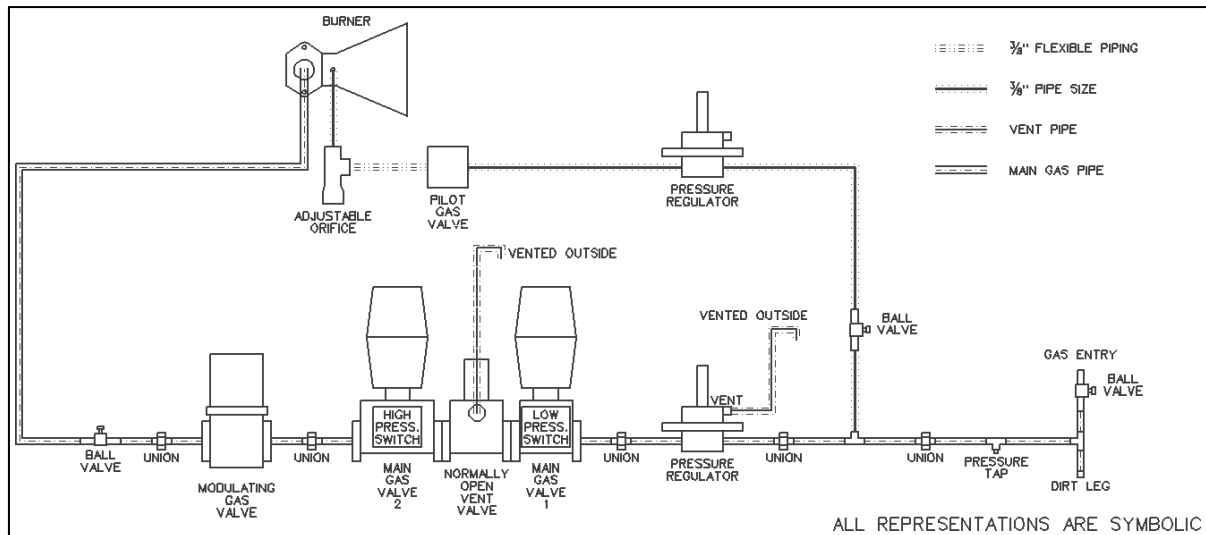 BURNER
⅜" FLEXIBLE PIPING
⅜" PIPE SIZE
VENT PIPE
MAIN GAS PIPE
ADJUSTABLE
ORIFICE
PILOT
GAS
VALVE
PRESSURE
REGULATOR
VENTED OUTSIDE
VENTED OUTSIDE
BALL
VALVE
GAS ENTRY
BALL
VALVE
VENT
HIGH
PRESS.
SWITCH
LOW
PRESS.
SWITCH
BALL
VALVE
UNION
MODULATING
GAS
VALVE
UNION
MAIN
GAS
VALVE
2
NORMALLY
OPEN
VENT
VALVE
MAIN
GAS
VALVE
1
UNION
PRESSURE
REGULATOR
UNION
UNION
PRESSURE
TAP
DIRT LEG
ALL REPRESENTATIONS ARE SYMBOLIC